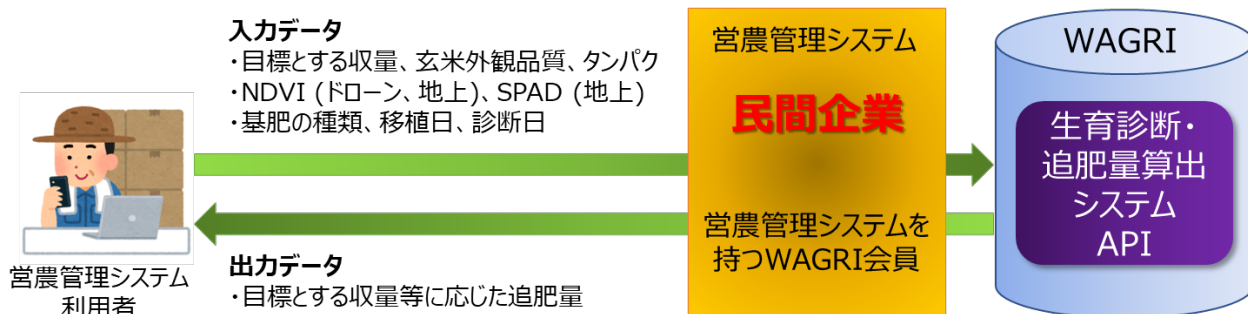 入力データ
・目標とする収量、玄米外観品質、タンパク
・NDVI (ドローン、地上)、SPAD (地上)
・基肥の種類、移植日、診断日
営農管理システム
利用者
出力データ
・目標とする収量等に応じた追肥量
営農管理システム
民間企業
営農管理システムを
持つWAGRI会員
WAGRI
生育診断・
追肥量算出
システム
API